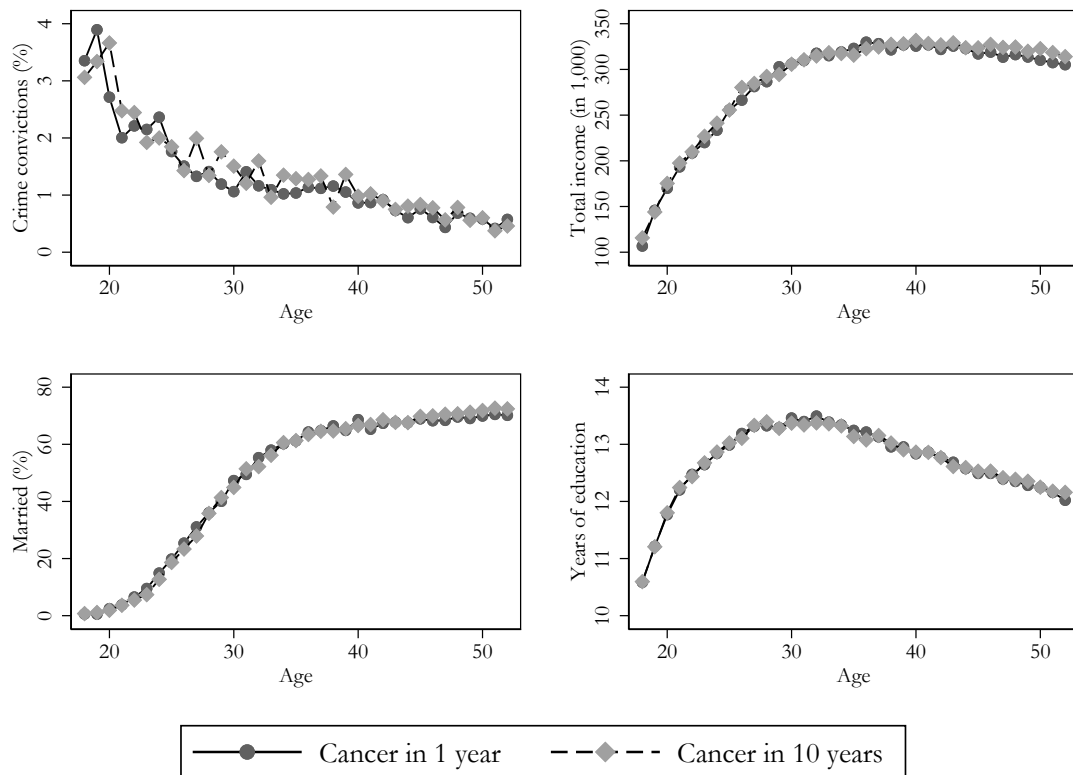 Crime convictions (%)
4
3
2
1
0
20 30 40 50
Age
Total income (in 1,000)
350
300
250
200
150
100
20 30 40 50
Age
Married (%)
80
60
40
20
0
20 30 40 50
Age
Years of education
14
13
12
11
10
20 30 40 50
Age
Cancer in 1 year Cancer in 10 years